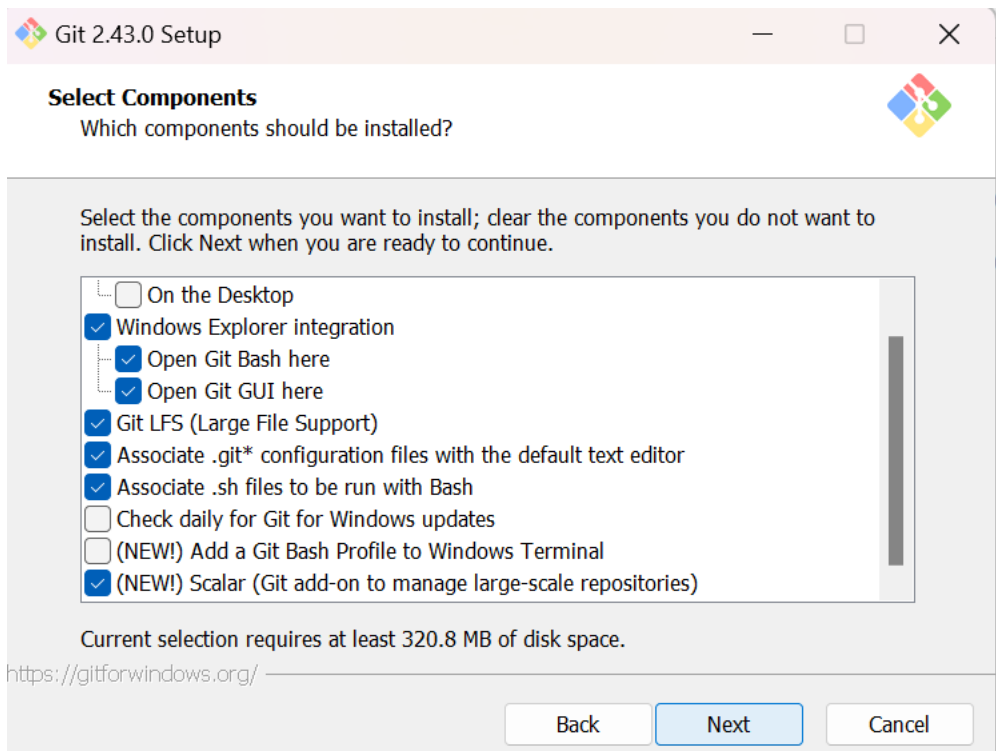 Git 2.43.0 Setup
Select Components
Which components should be installed?
Select the components you want to install; clear the components you do not want to
install. Click Next when you are ready to continue.
On the Desktop
Windows Explorer integration
Open Git Bash here
Open Git GUI here
Git LFS (Large File Support)
Associate .git* configuration files with the default text editor
Associate .sh files to be run with Bash
Check daily for Git for Windows updates
(NEW!) Add a Git Bash Profile to Windows Terminal
(NEW!) Scalar (Git add-on to manage large-scale repositories)
Current selection requires at least 320.8 MB of disk space.
https://gitforwindows.org/
Back Next Cancel